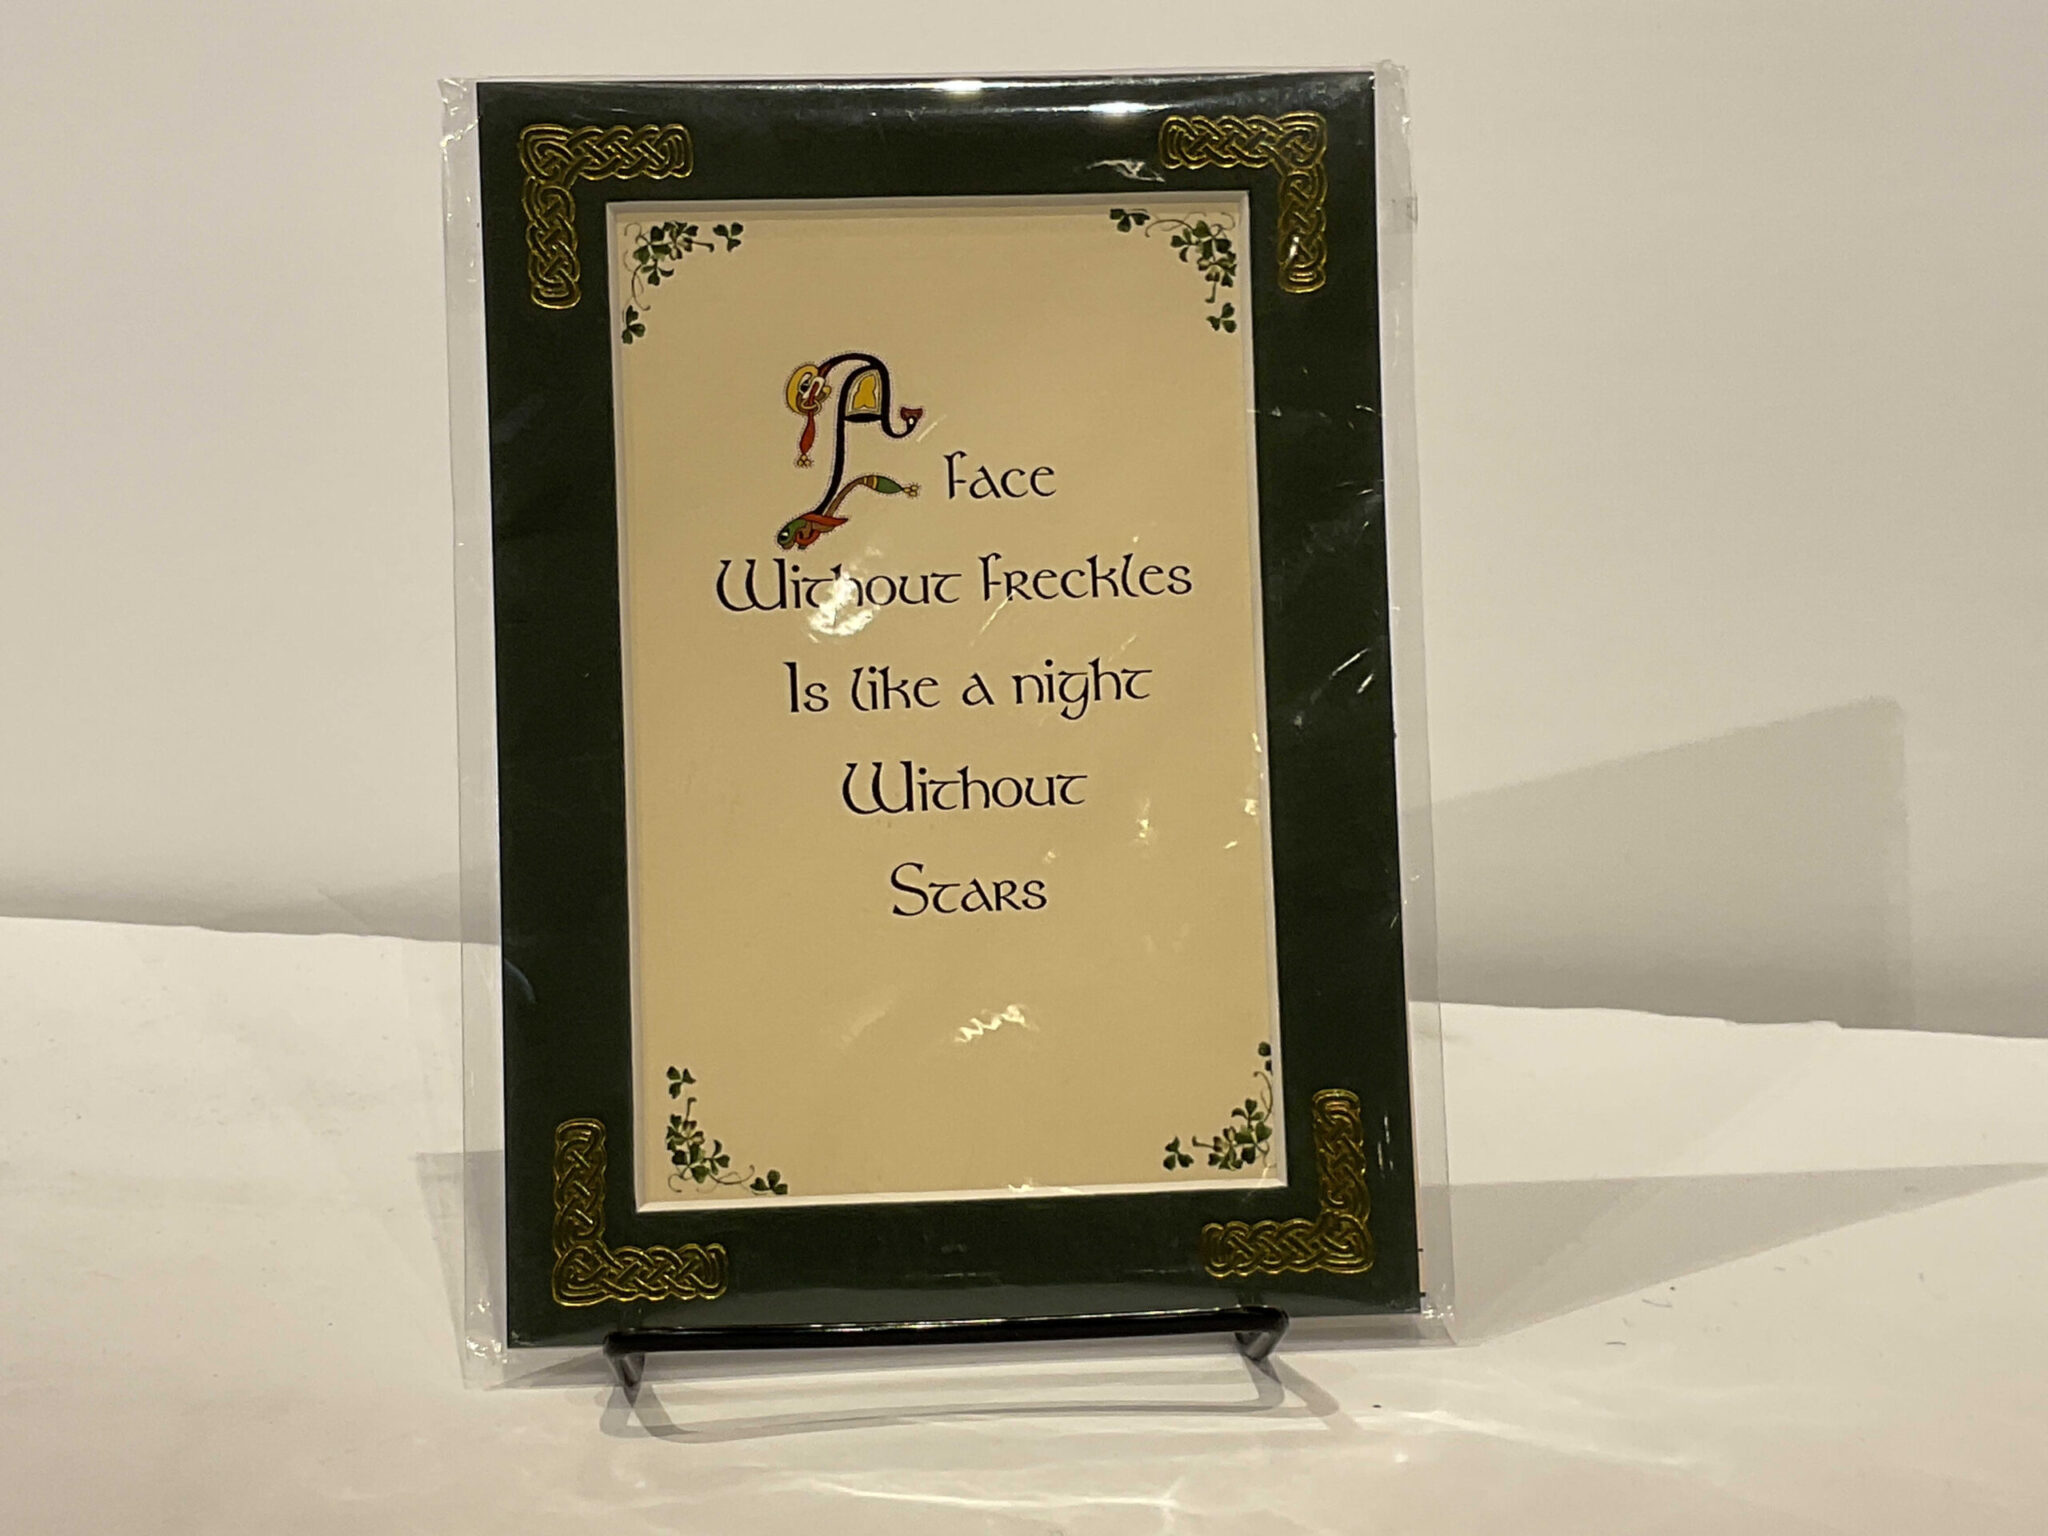 A face
Without freckles
Is like a night
Without
Stars